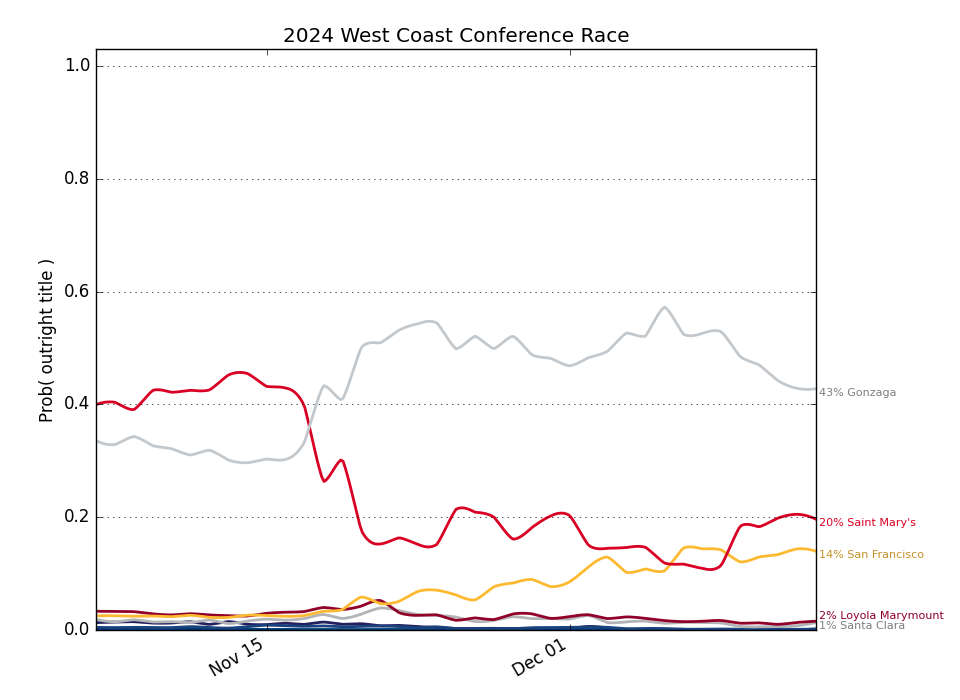 2024 West Coast Conference Race
1.0
0.8
0.6
0.4
0.2
0.0
Prob( outright title )
43% Gonzaga
20% Saint Mary's
14% San Francisco
2% Loyola Marymount
1% Santa Clara
Nov 15
Dec 01